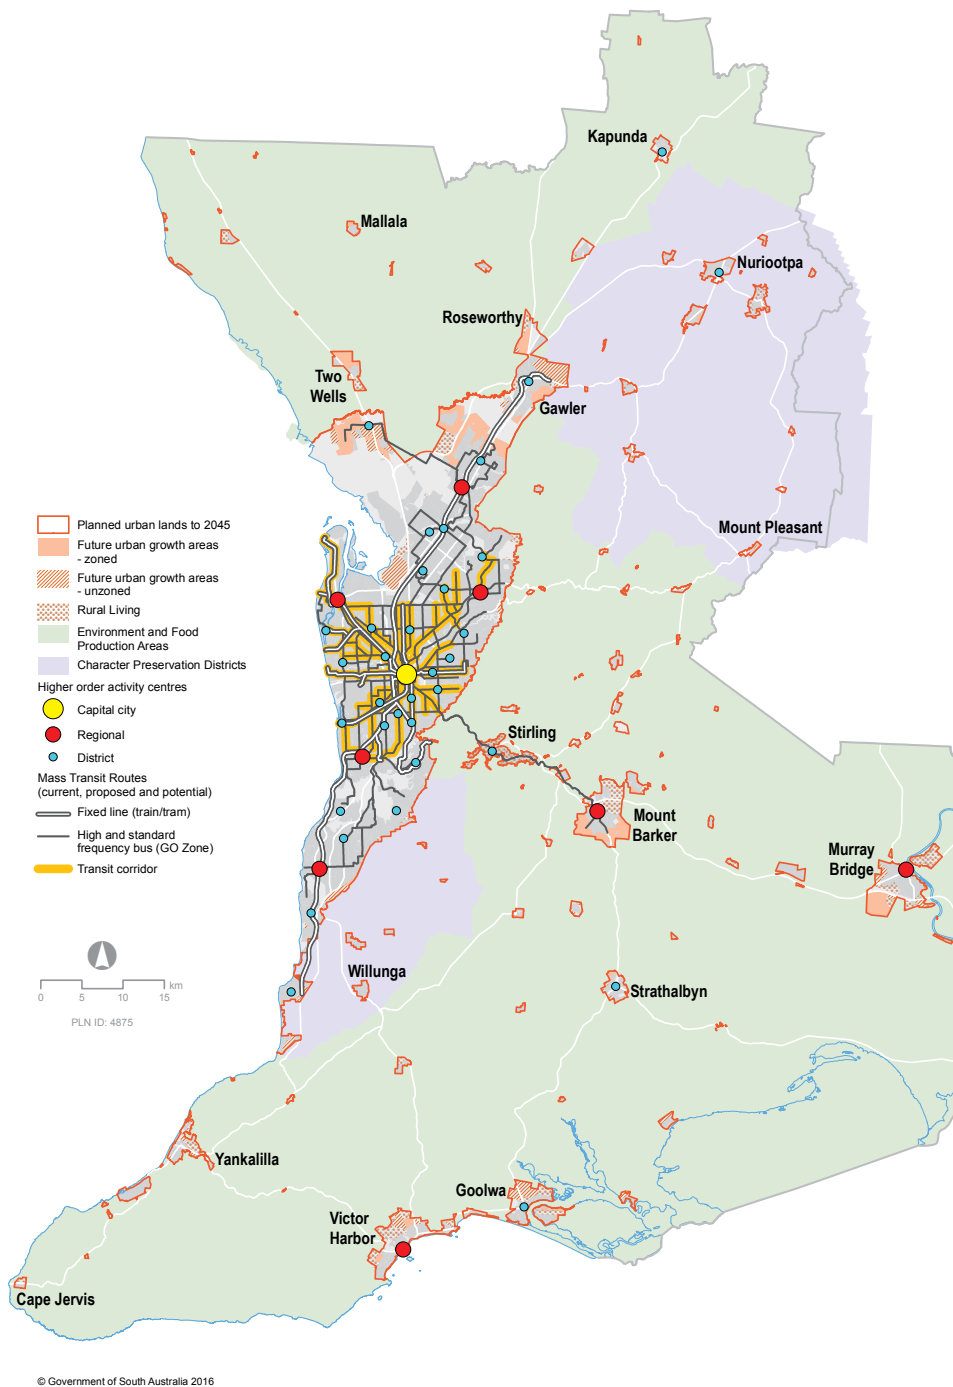 Kapunda
Mallala
Nuriootpa
Roseworthy
Two
Wells
Gawler
Mount Pleasant
Planned urban lands to 2045
Future urban growth areas
- zoned
Future urban growth areas
- unzoned
Rural Living
Environment and Food
Production Areas
Character Preservation Districts
Higher order activity centres
Capital city
Regional
District
Mass Transit Routes
(current, proposed and potential)
Fixed line (train/tram)
High and standard
frequency bus (GO Zone)
Transit corridor
Stirling
Mount
Barker
Murray
Bridge
Willunga
Strathalbyn
km
0 5 10 15
PLN ID: 4875
Yankalilla
Goolwa
Victor
Harbor
Cape Jervis
© Government of South Australia 2016